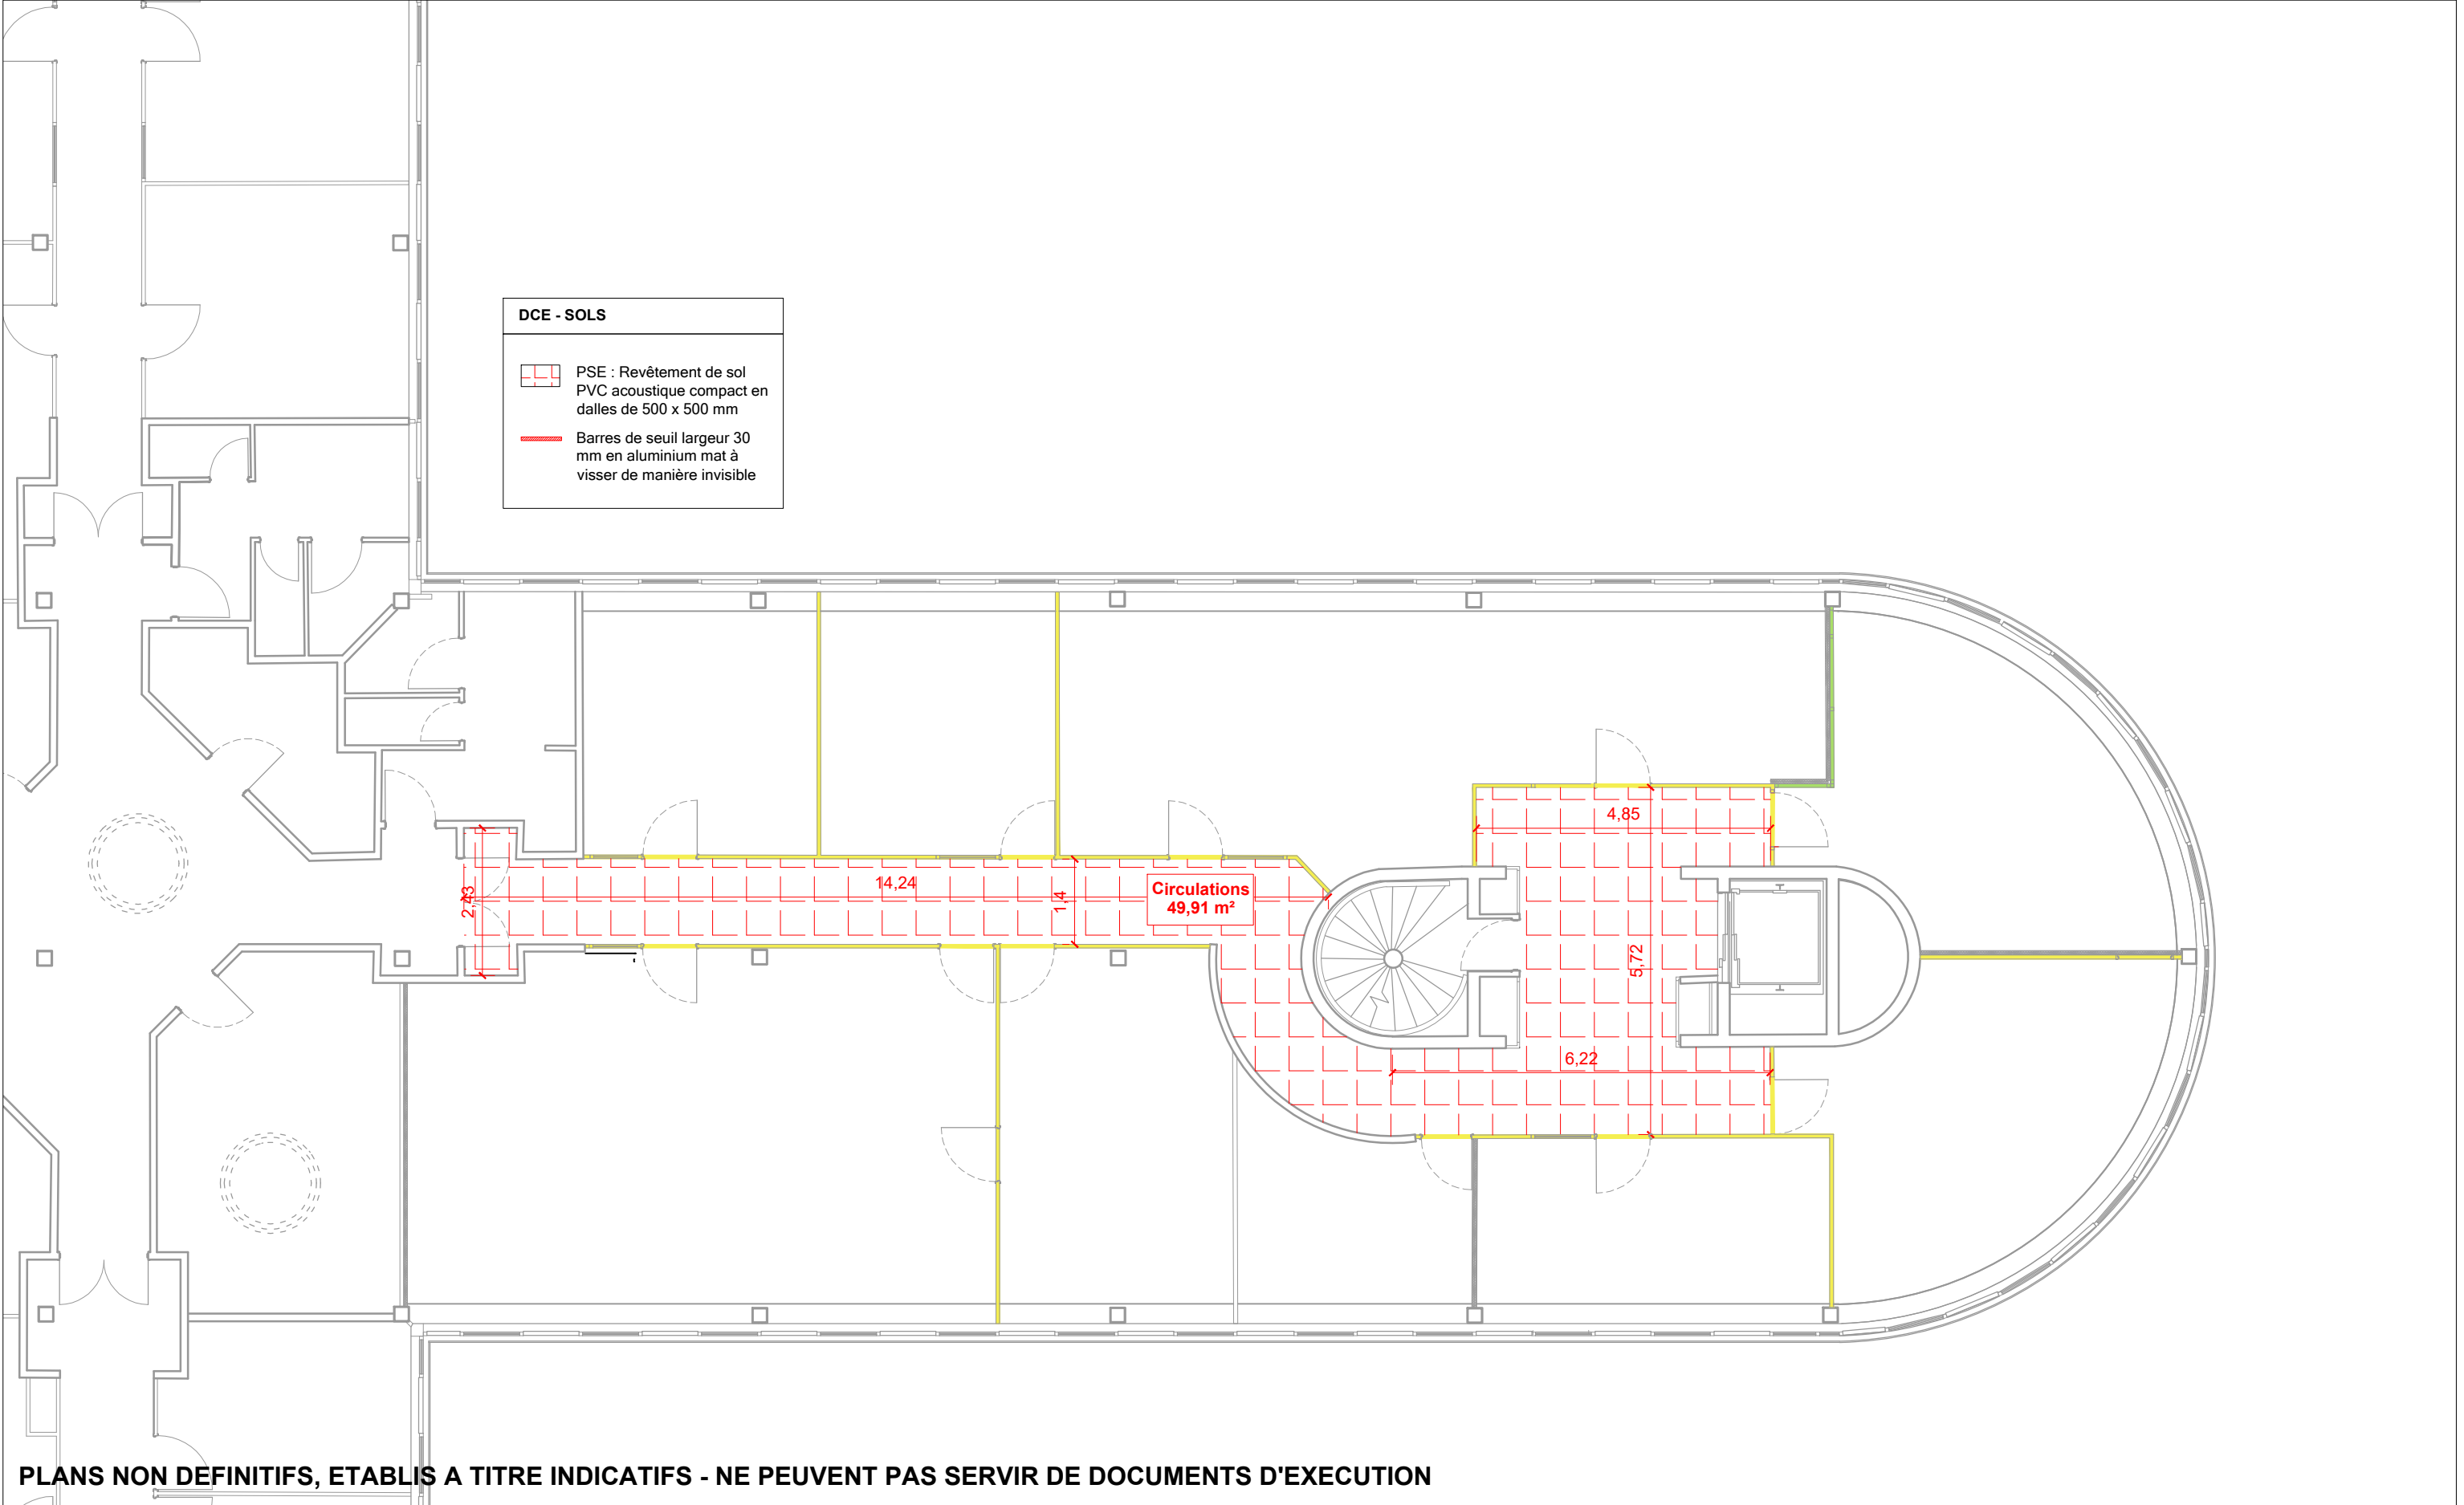 DCE - SOLS
PSE : Revêtement de sol
PVC acoustique compact en
dalles de 500 x 500 mm
Barres de seuil largeur 30
mm en aluminium mat à
visser de manière invisible
4,85
14,24
2,43
1,4
Circulations
49,91 m²
5,72
6,22
PLANS NON DEFINITIFS, ETABLIS A TITRE INDICATIFS - NE PEUVENT PAS SERVIR DE DOCUMENTS D'EXECUTION